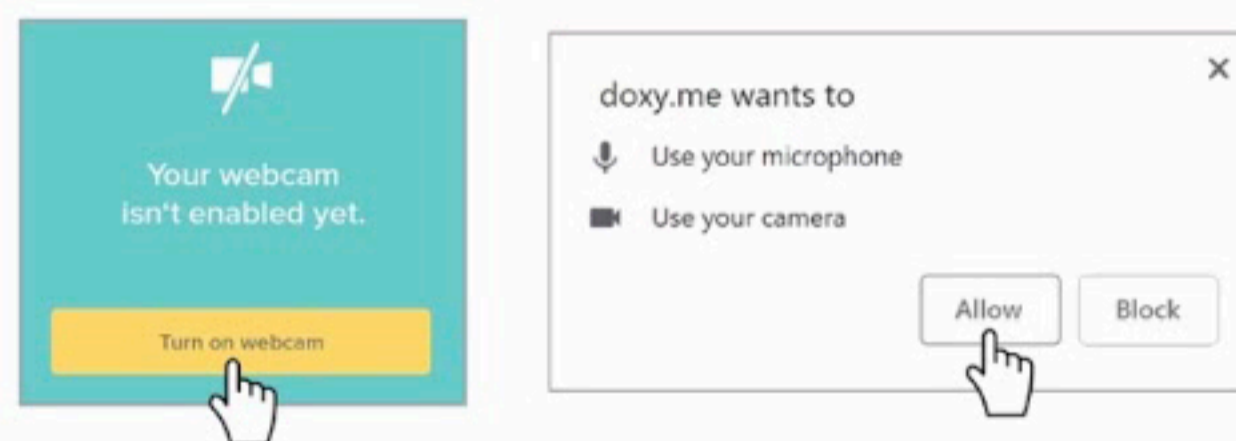 Your webcam
isn't enabled yet.
Turn on webcam
doxy.me wants to
Use your microphone
Use your camera
Allow
Block